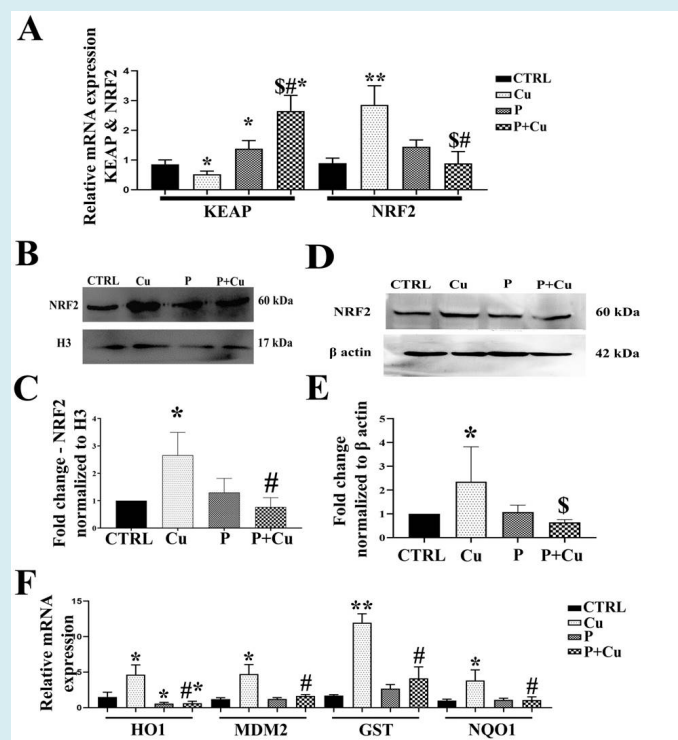 A
Relative mRNA expression
KEAP & NRF2
4
3
2
1
0
*
*
$#*
**
$#
KEAP
NRF2
CTRL
Cu
P
P+Cu
B
CTRL Cu P P+Cu
NRF2
60 kDa
H3
17 kDa
D
CTRL Cu P P+Cu
NRF2
60 kDa
β actin
42 kDa
C
Fold change - NRF2
normalized to H3
4
3
2
1
0
*
#
CTRL Cu P P+Cu
E
Fold change
normalized to β actin
5
4
3
2
1
0
*
$
CTRL Cu P P+Cu
F
Relative mRNA
expression
15
10
5
0
*
*
#*
*
#
**
#
*
#
HO1
MDM2
GST
NQO1
CTRL
Cu
P
P+Cu